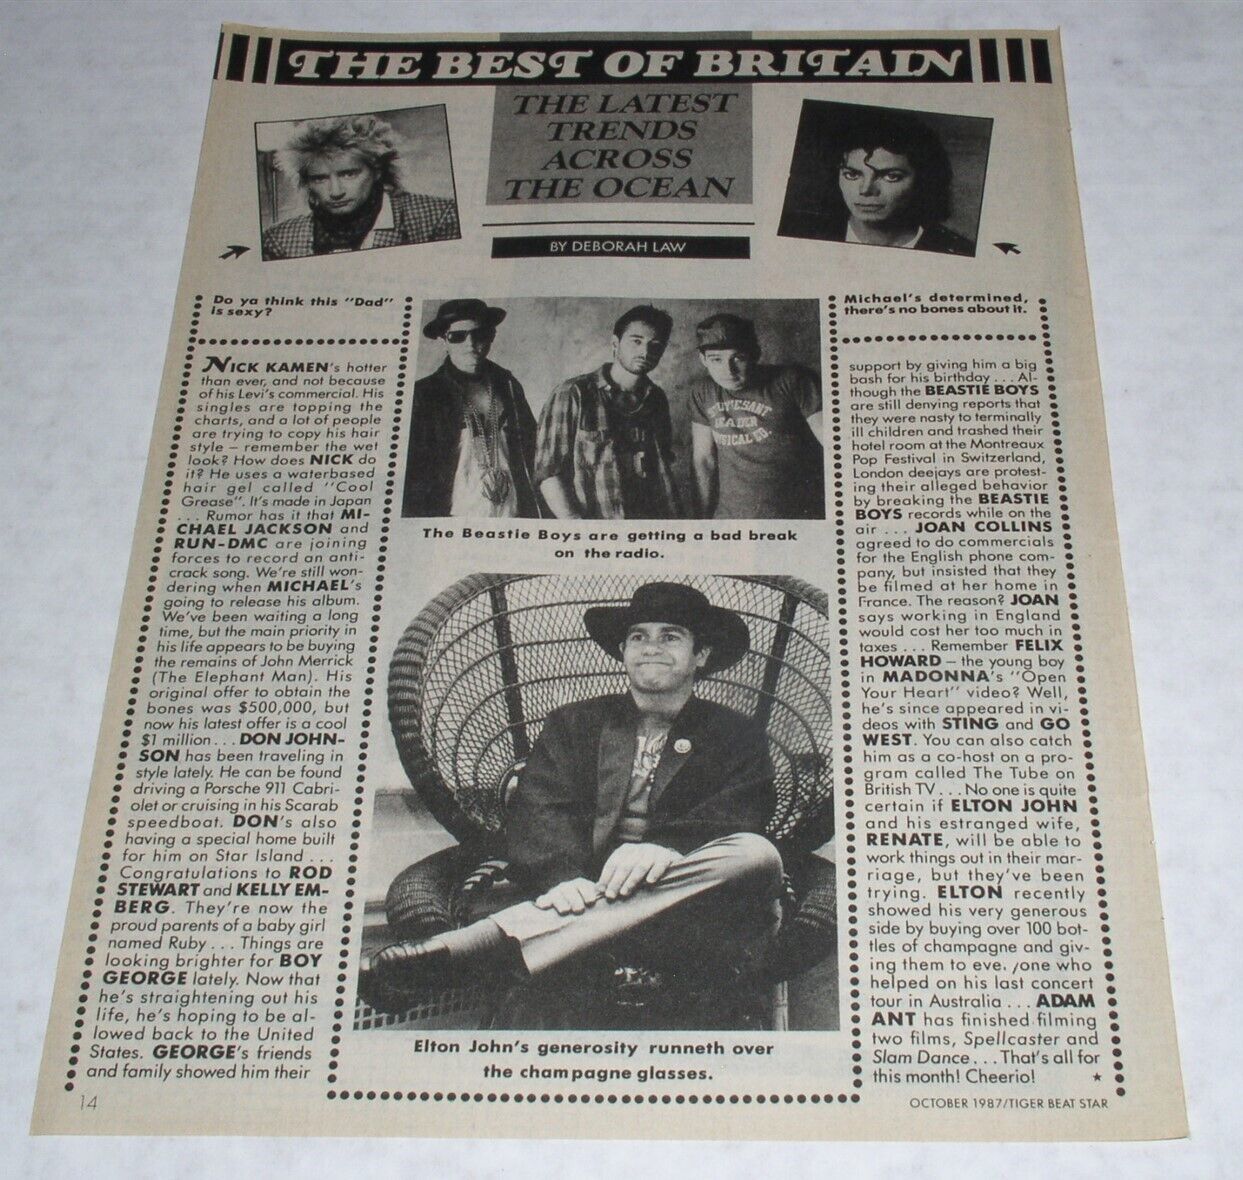 THE BEST OF BRITAIN
THE LATEST
TRENDS
ACROSS
THE OCEAN
BY DEBORAH LAW
Do ya think this "Dad"
is sexy?
Michael's determined,
there's no bones about it.
NICK KAMEN's hotter
than ever, and not because
of his Levi's commercial. His
singles are topping the
charts, and a lot of people
are trying to copy his hair
style – remember the wet
look? How does NICK do
it? He uses a waterbased
hair gel called "Cool
Grease". It's made in Japan
... Rumor has it that MI-
CHAEL JACKSON and
RUN-DMC are joining
forces to record an anti-
crack song. We're still won-
dering when MICHAEL's
going to release his album.
We've been waiting a long
time, but the main priority in
his life appears to be buying
the remains of John Merrick
(The Elephant Man). His
original offer to obtain the
bones was $500,000, but
now his latest offer is a cool
$1 million... DON JOHN-
SON has been traveling in
style lately. He can be found
driving a Porsche 911 Cabri-
olet or cruising in his Scarab
speedboat. DON's also
having a special home built
for him on Star Island ...
Congratulations to ROD
STEWART and KELLY EM-
BERG. They're now the
proud parents of a baby girl
named Ruby ... Things are
looking brighter for BOY
GEORGE lately. Now that
he's straightening out his
life, he's hoping to be al-
lowed back to the United
States. GEORGE's friends
and family showed him their
STUYVESANT
LEADER
MUSICAL CO.
The Beastie Boys are getting a bad break
on the radio.
Elton John's generosity runneth over
the champagne glasses.
support by giving him a big
bash for his birthday ... Al-
though the BEASTIE BOYS
are still denying reports that
they were nasty to terminally
ill children and trashed their
hotel room at the Montreaux
Pop Festival in Switzerland,
London deejays are protest-
ing their alleged behavior
by breaking the BEASTIE
BOYS records while on the
air ... JOAN COLLINS
agreed to do commercials
for the English phone com-
pany, but insisted that they
be filmed at her home in
France. The reason? JOAN
says working in England
would cost her too much in
taxes ... Remember FELIX
HOWARD – the young boy
in MADONNA's "Open
Your Heart" video? Well,
he's since appeared in vi-
deos with STING and GO
WEST. You can also catch
him as a co-host on a pro-
gram called The Tube on
British TV ... No one is quite
certain if ELTON JOHN
and his estranged wife,
RENATE, will be able to
work things out in their mar-
riage, but they've been
trying. ELTON recently
showed his very generous
side by buying over 100 bot-
tles of champagne and giv-
ing them to eve. /one who
helped on his last concert
tour in Australia ... ADAM
ANT has finished filming
two films, Spellcaster and
Slam Dance... That's all for
this month! Cheerio! ★
14
OCTOBER 1987/TIGER BEAT STAR